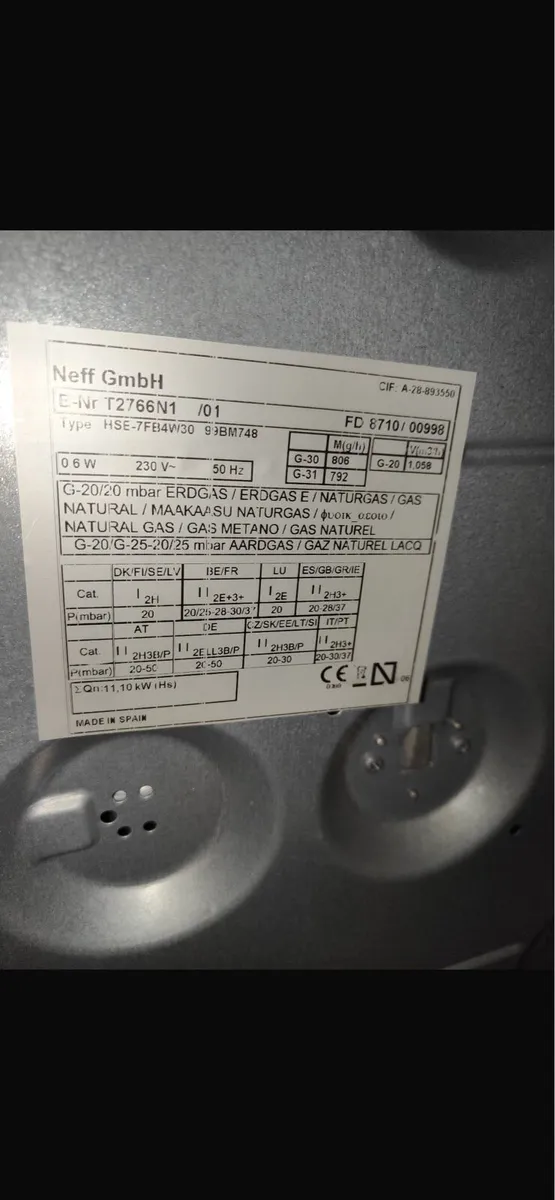 Neff GmbH
CIF: A-28-893550
E-Nr T2766N1 /01
FD 8710/ 00998
Type HSE-7FB4W30 99BM748
M(g/h)
G-30 806
G-31 792
V(m3/h)
G-20 1,058
0 6 W 230 V~ 50 Hz
G-20/20 mbar ERDGAS / ERDGAS E / NATURGAS / GAS
NATURAL / MAAKAASU NATURGAS /
NATURAL GAS / GAS METANO / GAS NATUREL
G-20/G-25-20/25 mbar AARDGAS / GAZ NATUREL LACQ
DK/FI/SE/LV BE/FR LU ES/GB/GR/IE
Cat. I 2H II 2E+3+ I 2E II 2H3+
P(mbar) 20 20/25-28-30/37 20 20-28/37
AT DE CZ/SK/EE/LT/SI IT/PT
Cat. II 2H3B/P II 2ELL3B/P II 2H3B/P II 2H3+
P(mbar) 20-50 20-50 20-30 20-30/37
ΣQn:11,10 kW (Hs)
CE N 06
MADE IN SPAIN